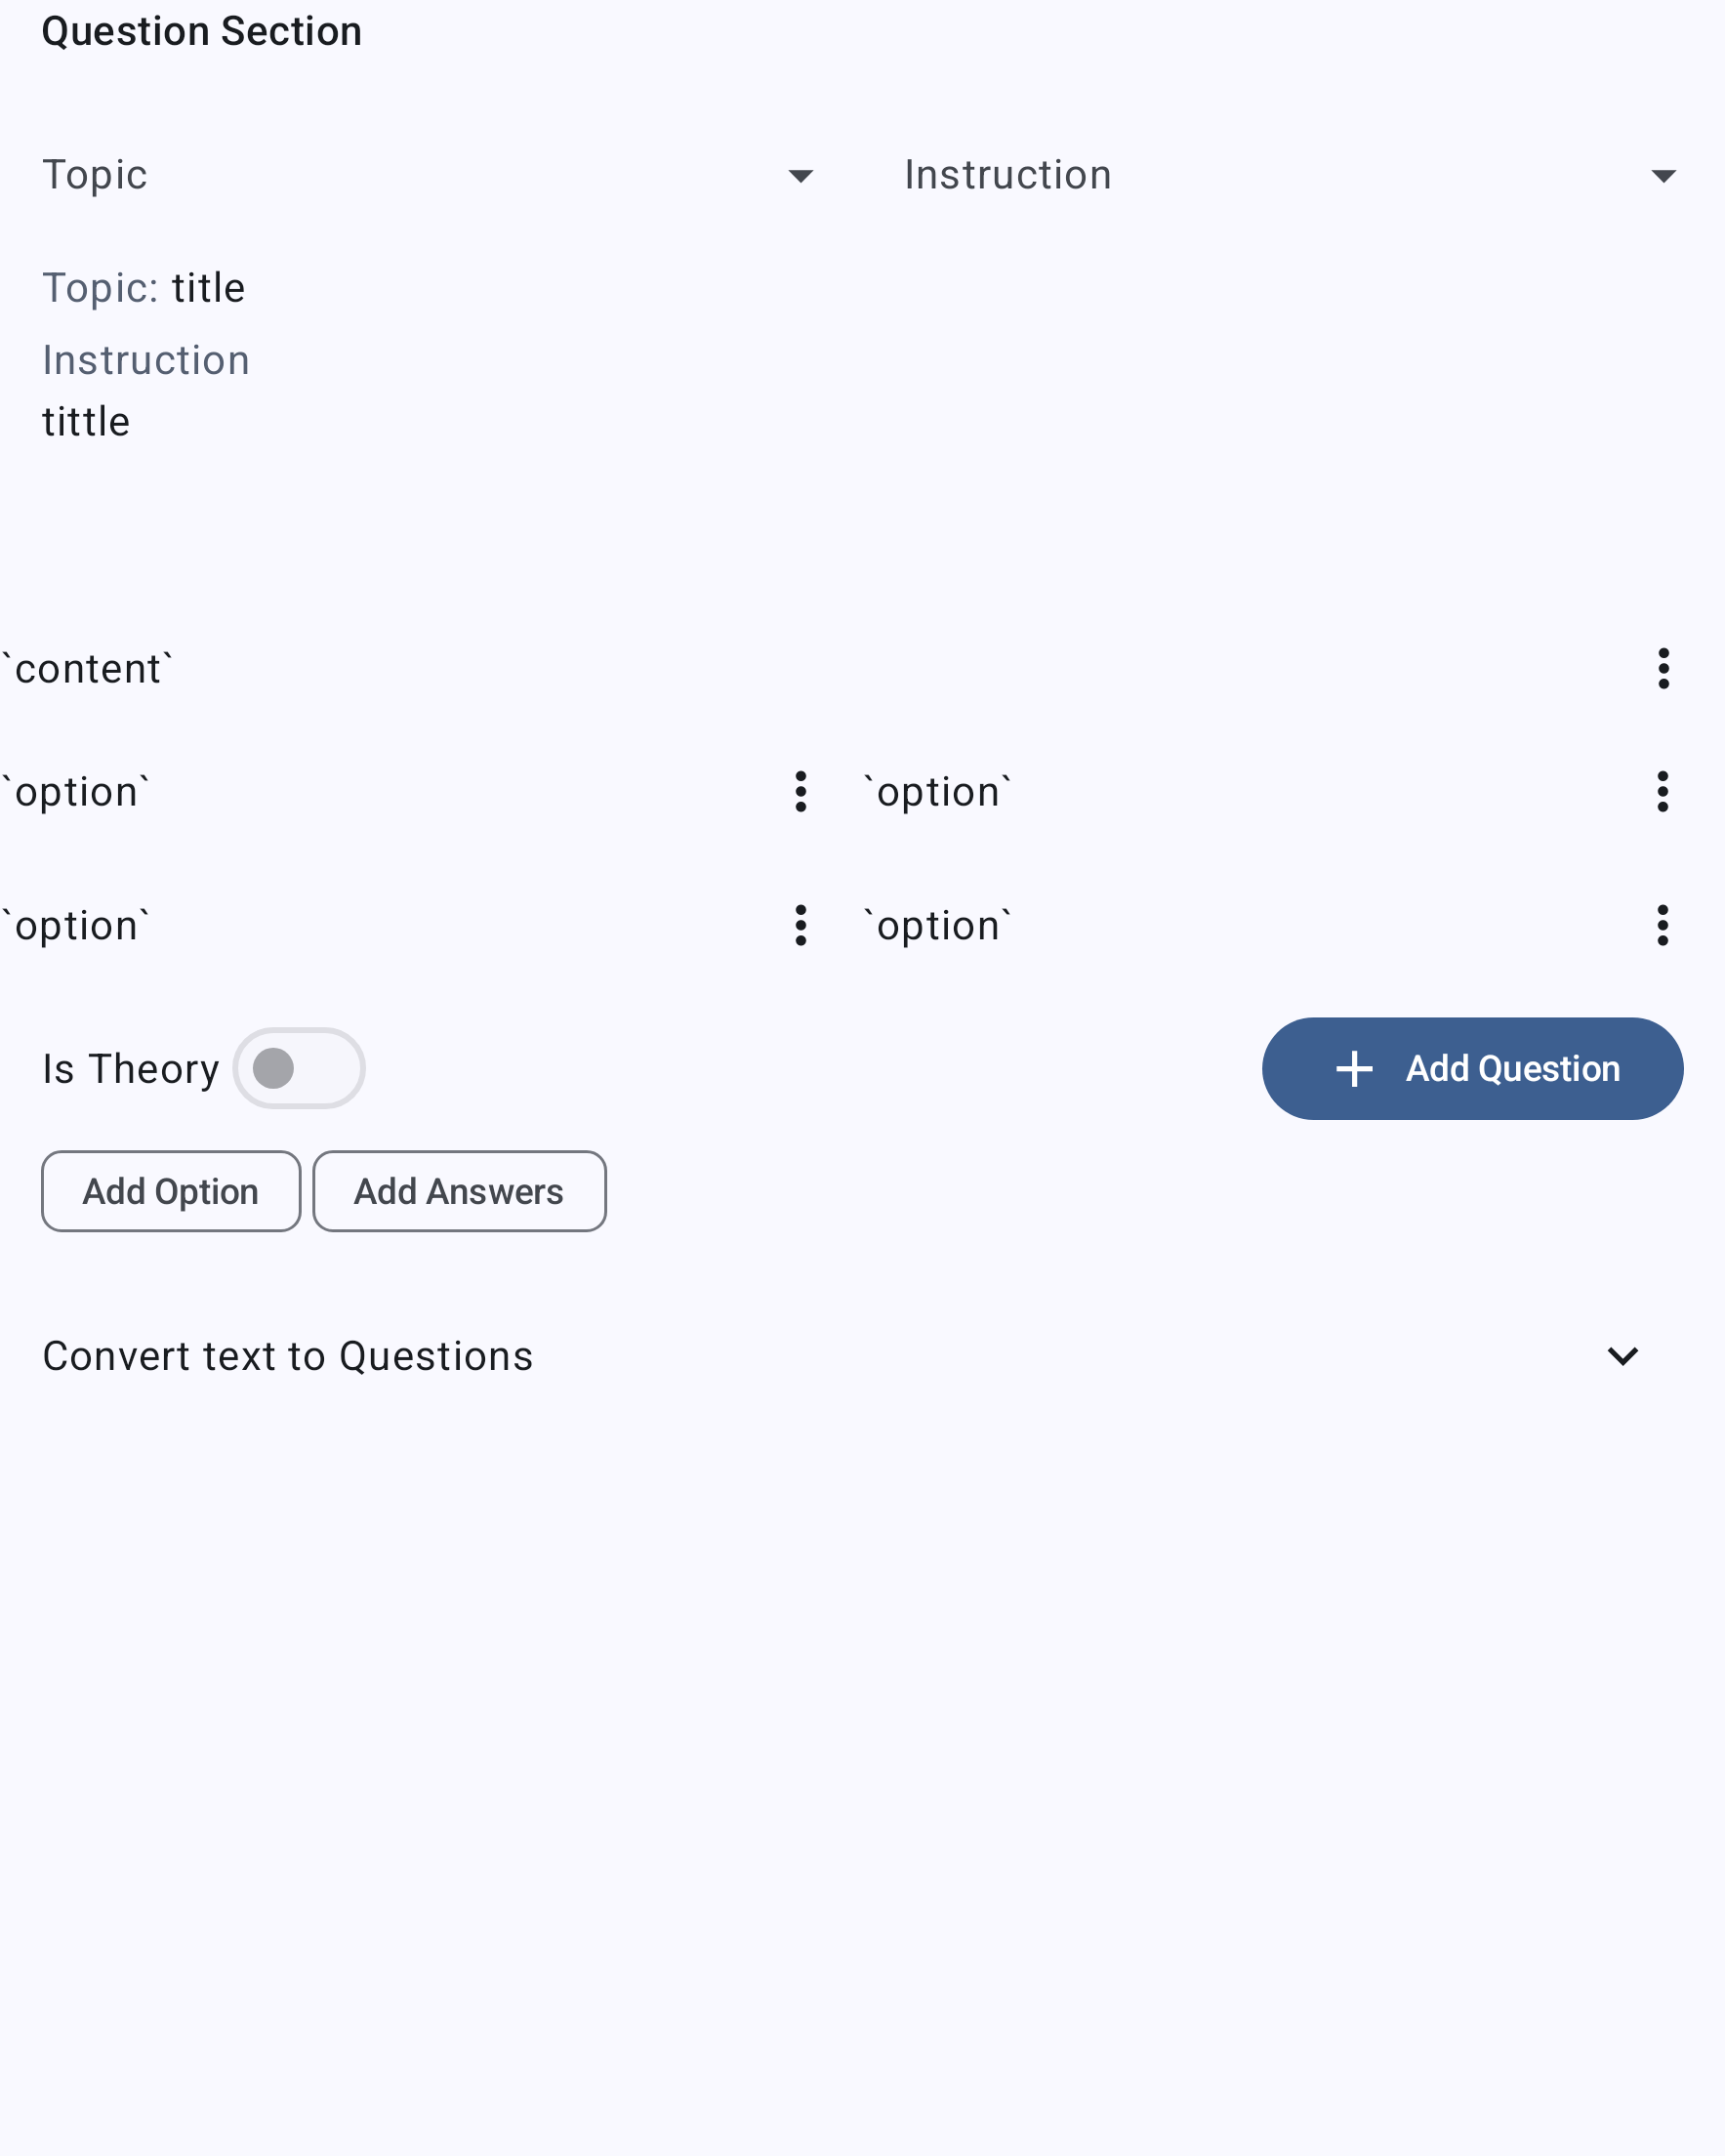 Question Section
Topic Instruction
Topic: title
Instruction
tittle
`content`
`option` `option`
`option` `option`
Is Theory Add Question
Add Option Add Answers
Convert text to Questions